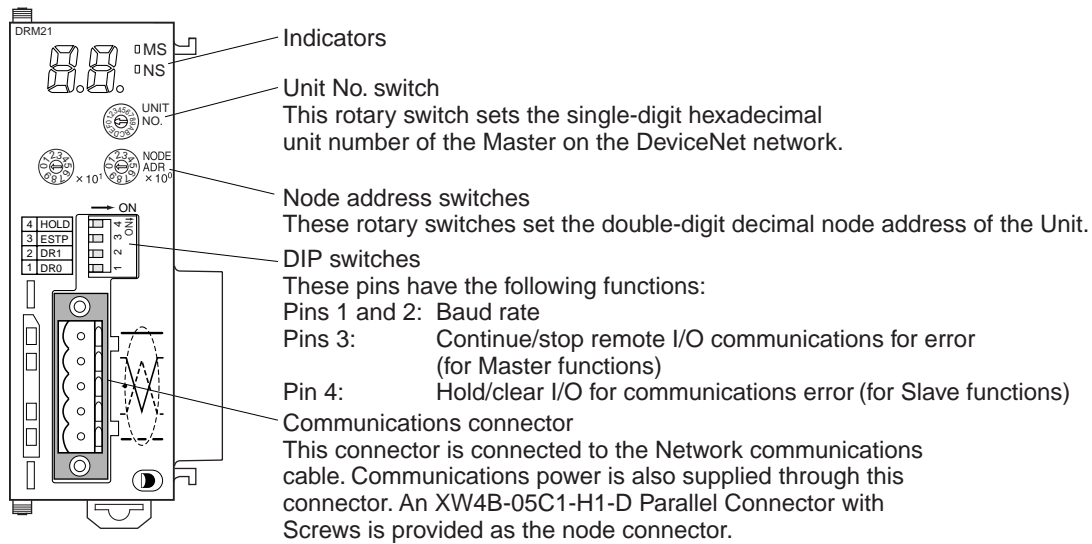 DRM21
MS
NS
Indicators
UNIT
NO.
Unit No. switch
This rotary switch sets the single-digit hexadecimal
unit number of the Master on the DeviceNet network.
× 10¹
NODE
ADR
× 10⁰
Node address switches
These rotary switches set the double-digit decimal node address of the Unit.
→ ON
4 HOLD
3 ESTP
2 DR1
1 DR0
ON
4
3
2
1
DIP switches
These pins have the following functions:
Pins 1 and 2: Baud rate
Pins 3: Continue/stop remote I/O communications for error
(for Master functions)
Pin 4: Hold/clear I/O for communications error (for Slave functions)
Communications connector
This connector is connected to the Network communications
cable. Communications power is also supplied through this
connector. An XW4B-05C1-H1-D Parallel Connector with
Screws is provided as the node connector.